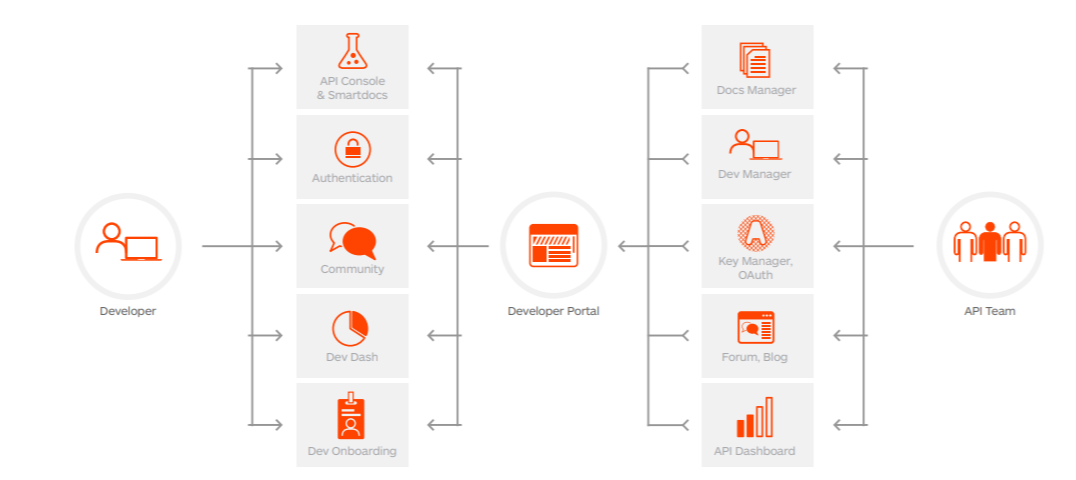 API Console
& Smartdocs
Authentication
Community
Dev Dash
Dev Onboarding
Developer
Developer Portal
Docs Manager
Dev Manager
Key Manager,
OAuth
Forum, Blog
API Dashboard
API Team